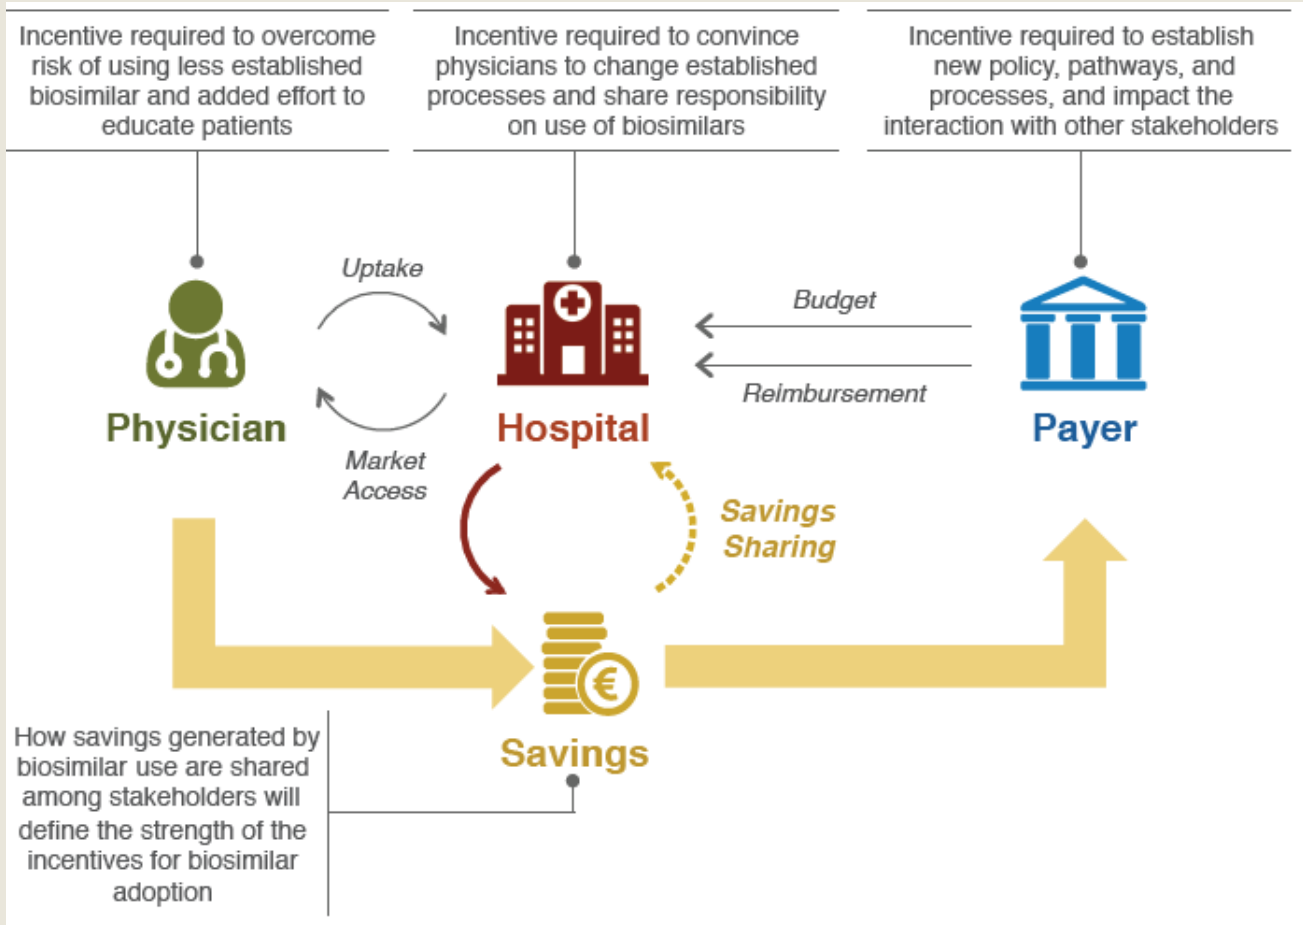 Incentive required to overcome
risk of using less established
biosimilar and added effort to
educate patients
Incentive required to convince
physicians to change established
processes and share responsibility
on use of biosimilars
Incentive required to establish
new policy, pathways, and
processes, and impact the
interaction with other stakeholders
Uptake
Budget
Reimbursement
Physician
Hospital
Payer
Market
Access
Savings
Sharing
€
Savings
How savings generated by
biosimilar use are shared
among stakeholders will
define the strength of the
incentives for biosimilar
adoption